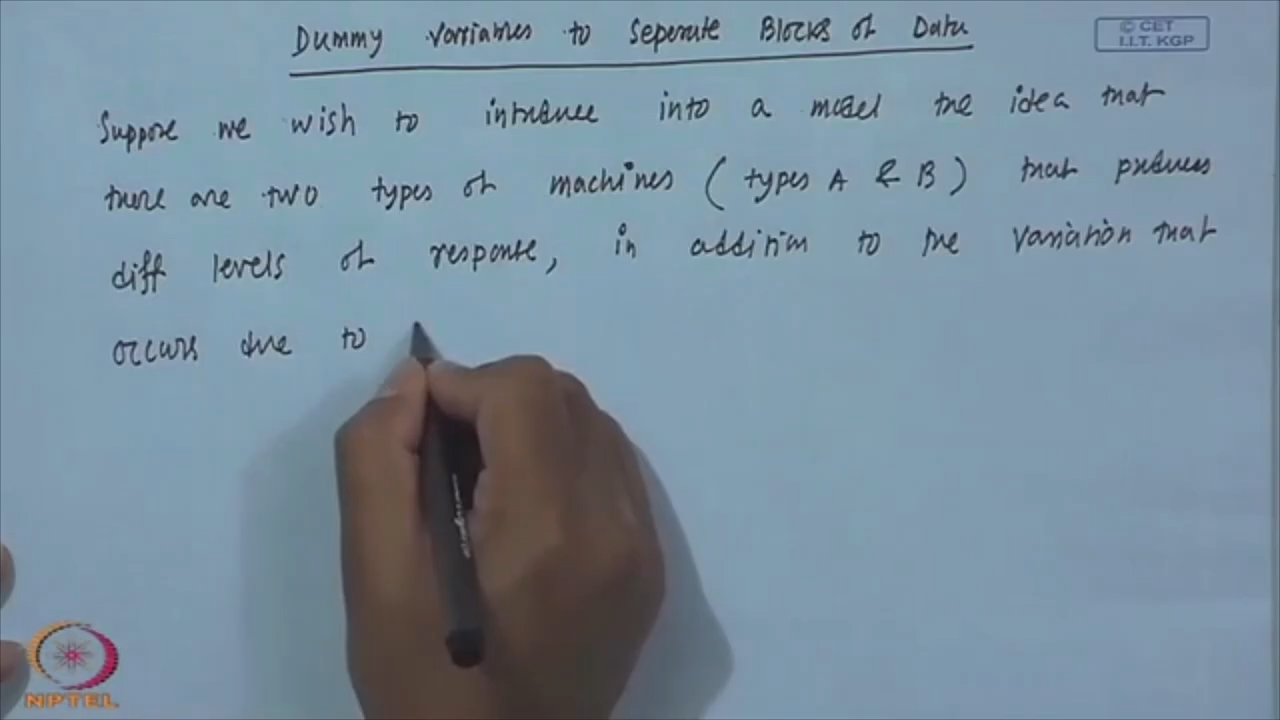 Dummy variables to Seperate Blocks of Data
© CET
I.I.T. KGP
Suppose we wish to introduce into a model the idea that
there are two types of machines ( types A & B ) that produces
diff levels of response, in addition to the variation that
occurs due to
NPTEL